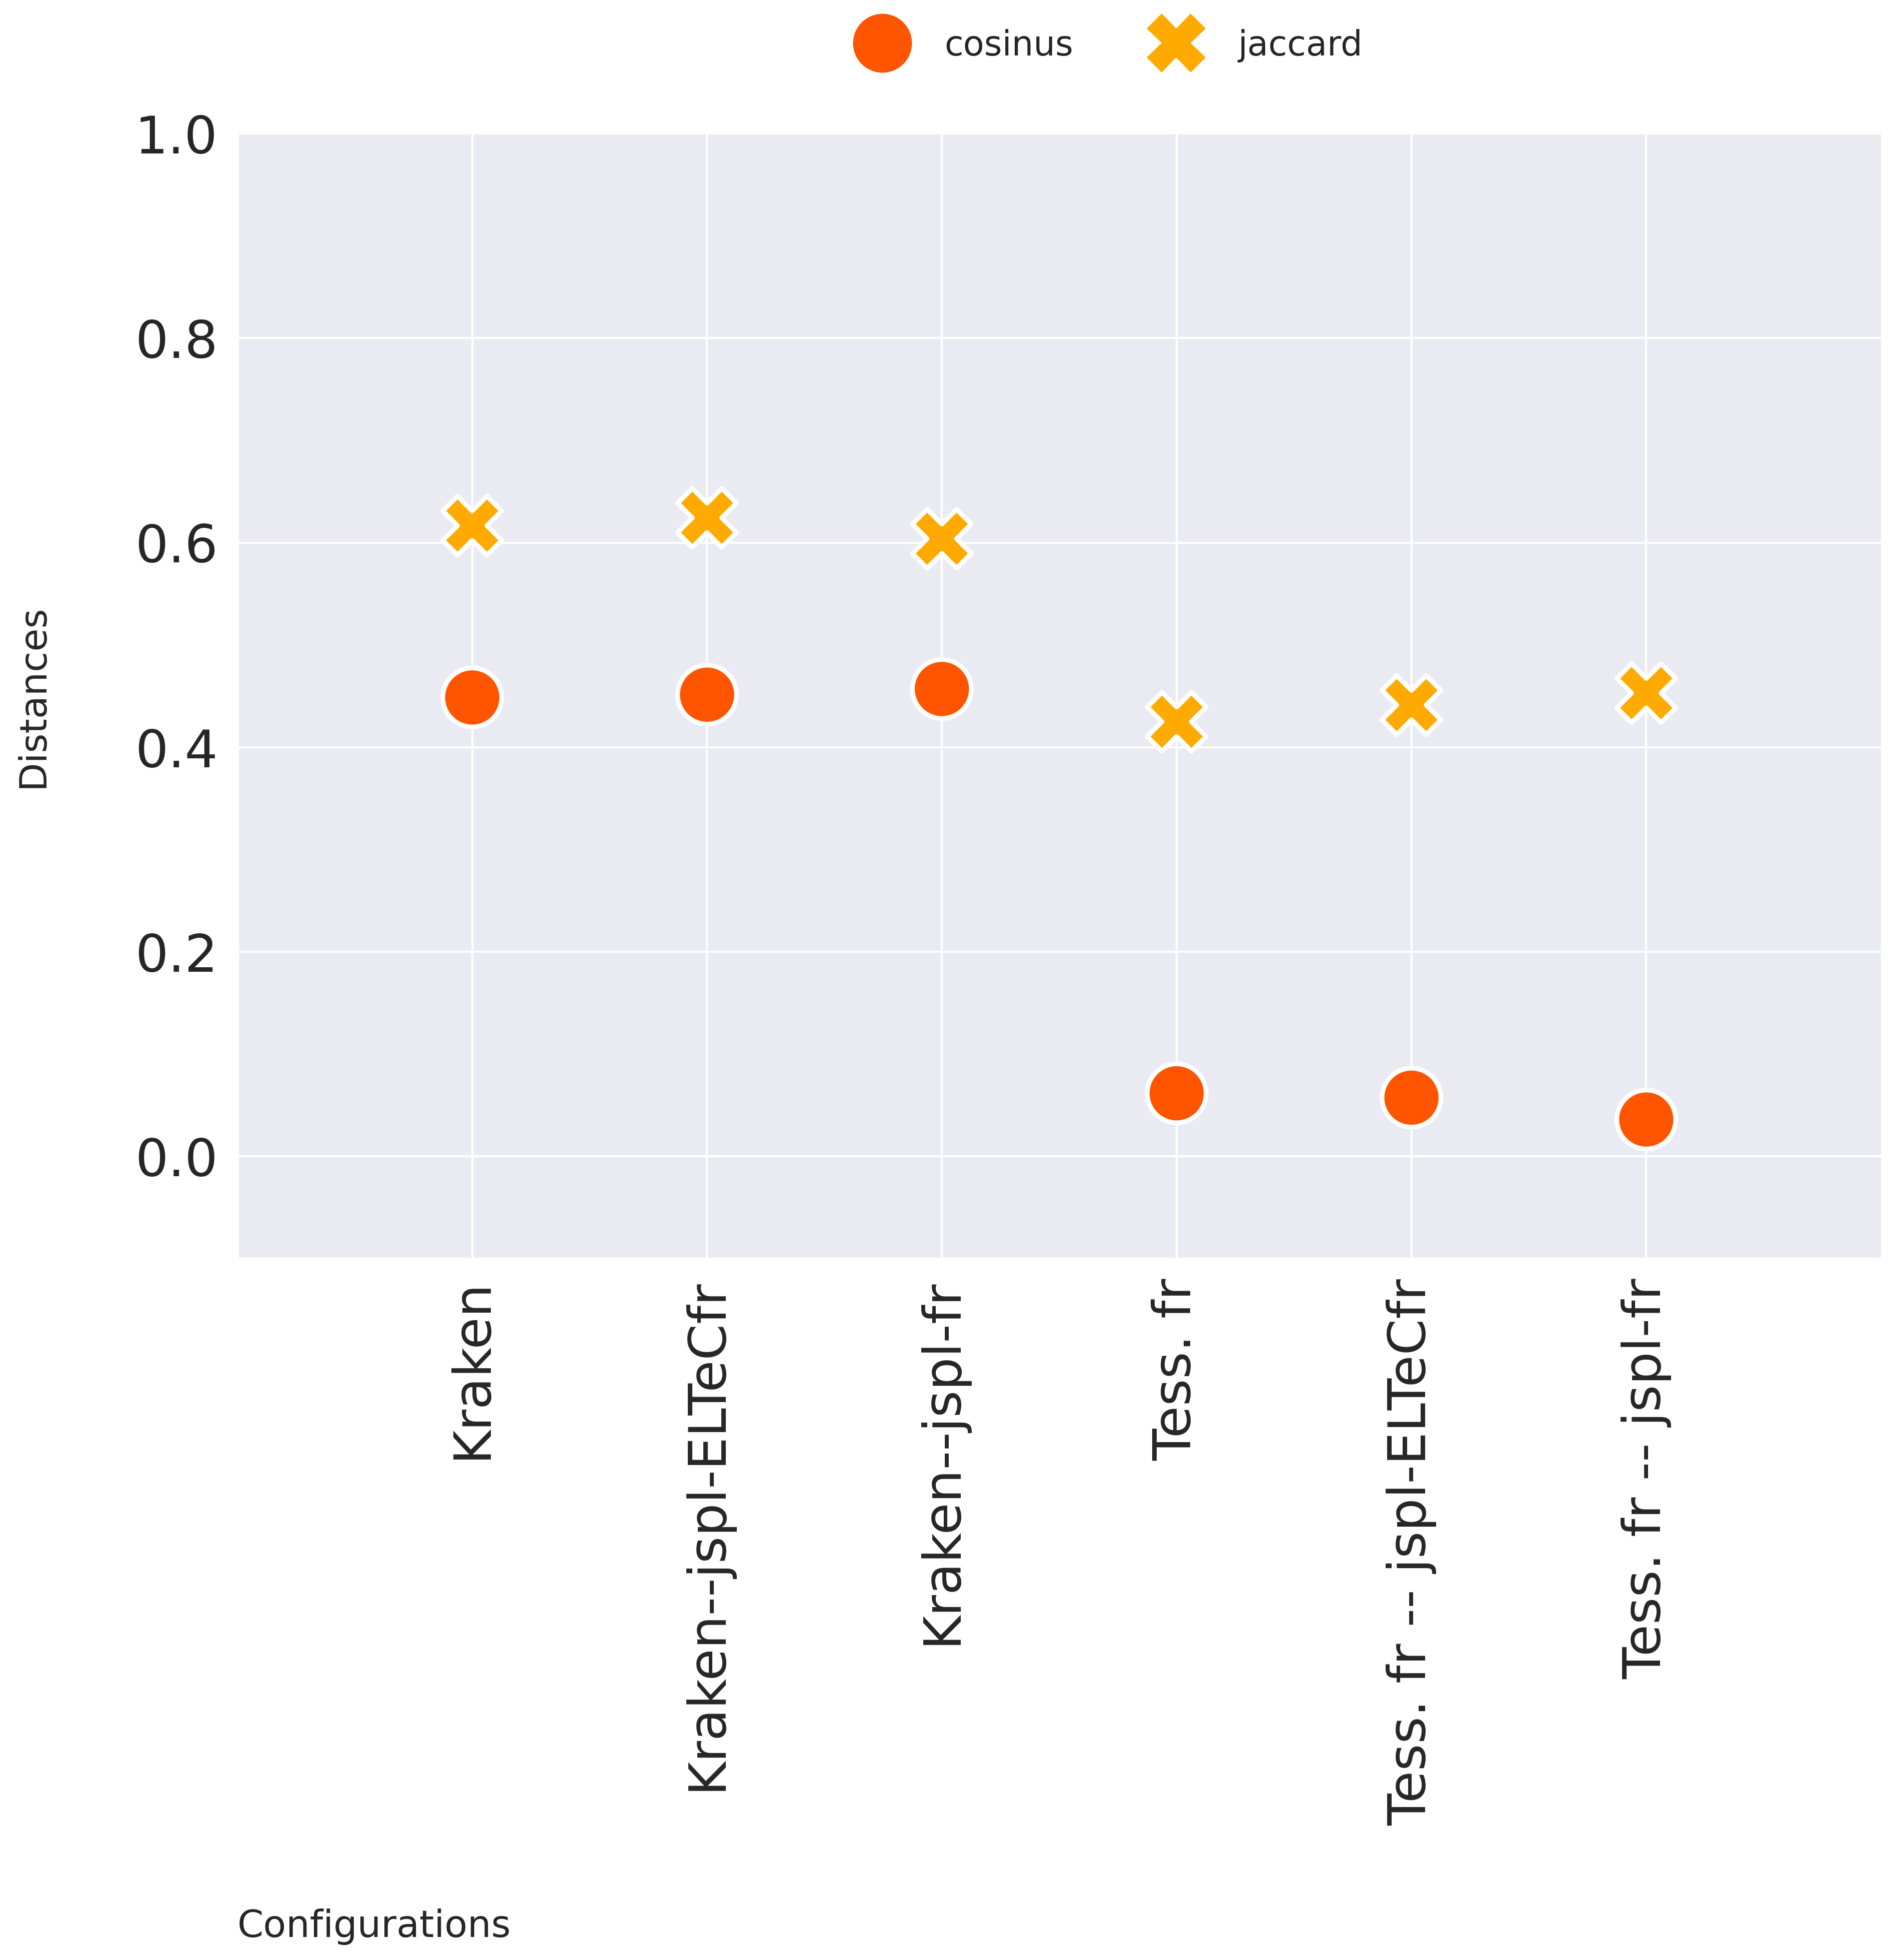 cosinus jaccard
1.0
0.8
0.6
0.4
0.2
0.0
Distances
Kraken
Kraken--jspl-ELTeCfr
Kraken--jspl-fr
Tess. fr
Tess. fr -- jspl-ELTeCfr
Tess. fr -- jspl-fr
Configurations